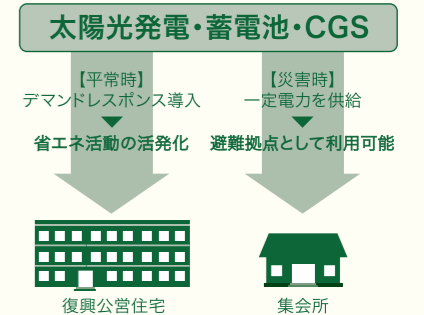 太陽光発電・蓄電池・CGS
【平常時】
デマンドレスポンス導入
省エネ活動の活発化
【災害時】
一定電力を供給
避難拠点として利用可能
復興公営住宅
集会所